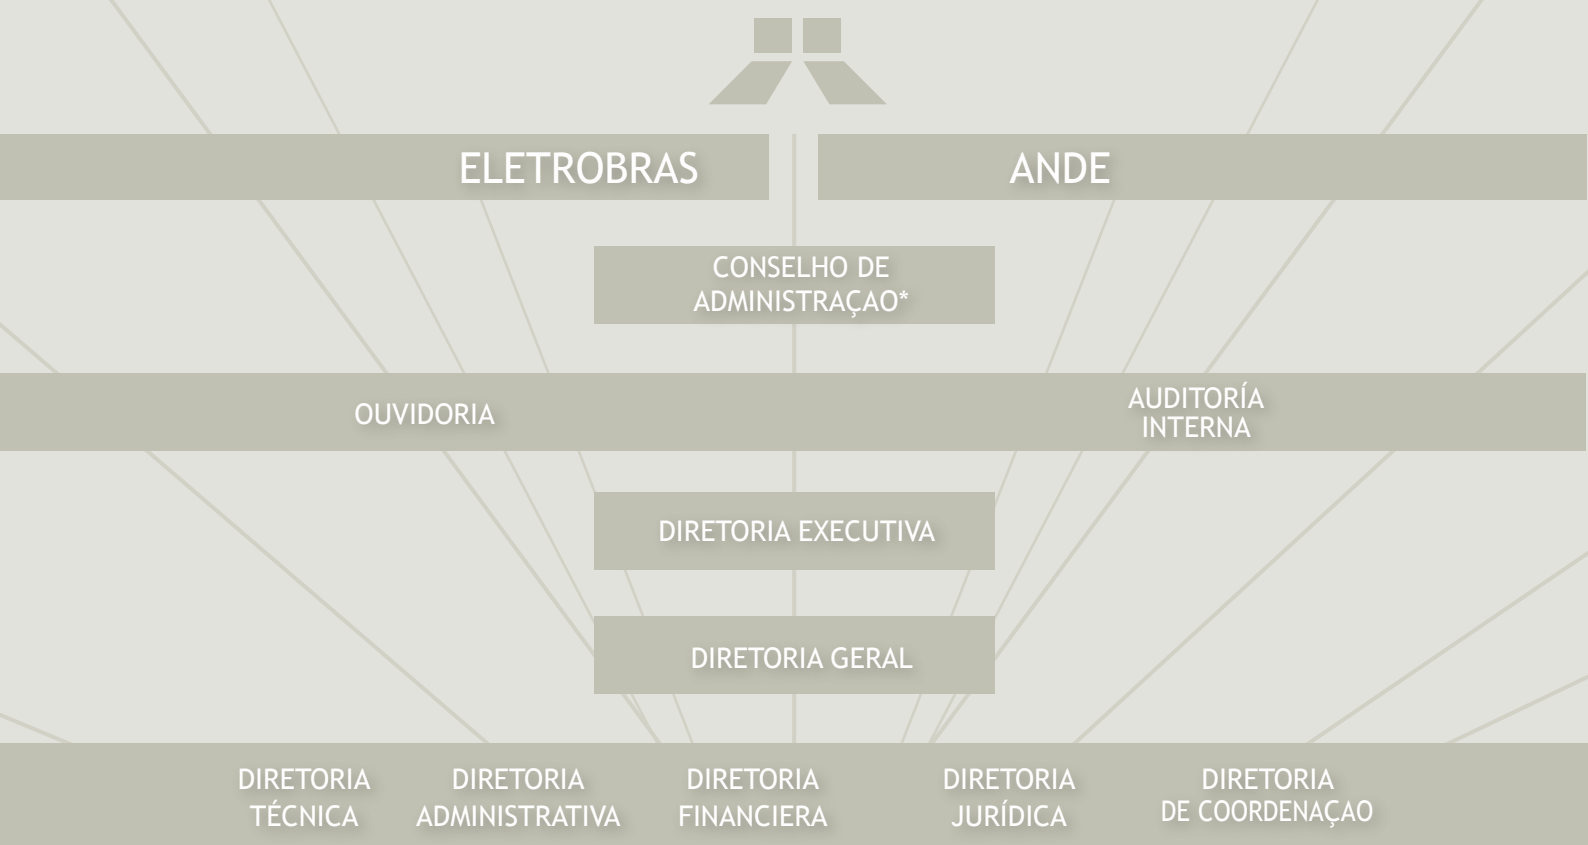 ELETROBRAS
ANDE
CONSELHO DE
ADMINISTRAÇAO*
OUVIDORIA
AUDITORÍA
INTERNA
DIRETORIA EXECUTIVA
DIRETORIA GERAL
DIRETORIA
TÉCNICA
DIRETORIA
ADMINISTRATIVA
DIRETORIA
FINANCIERA
DIRETORIA
JURÍDICA
DIRETORIA
DE COORDENAÇAO